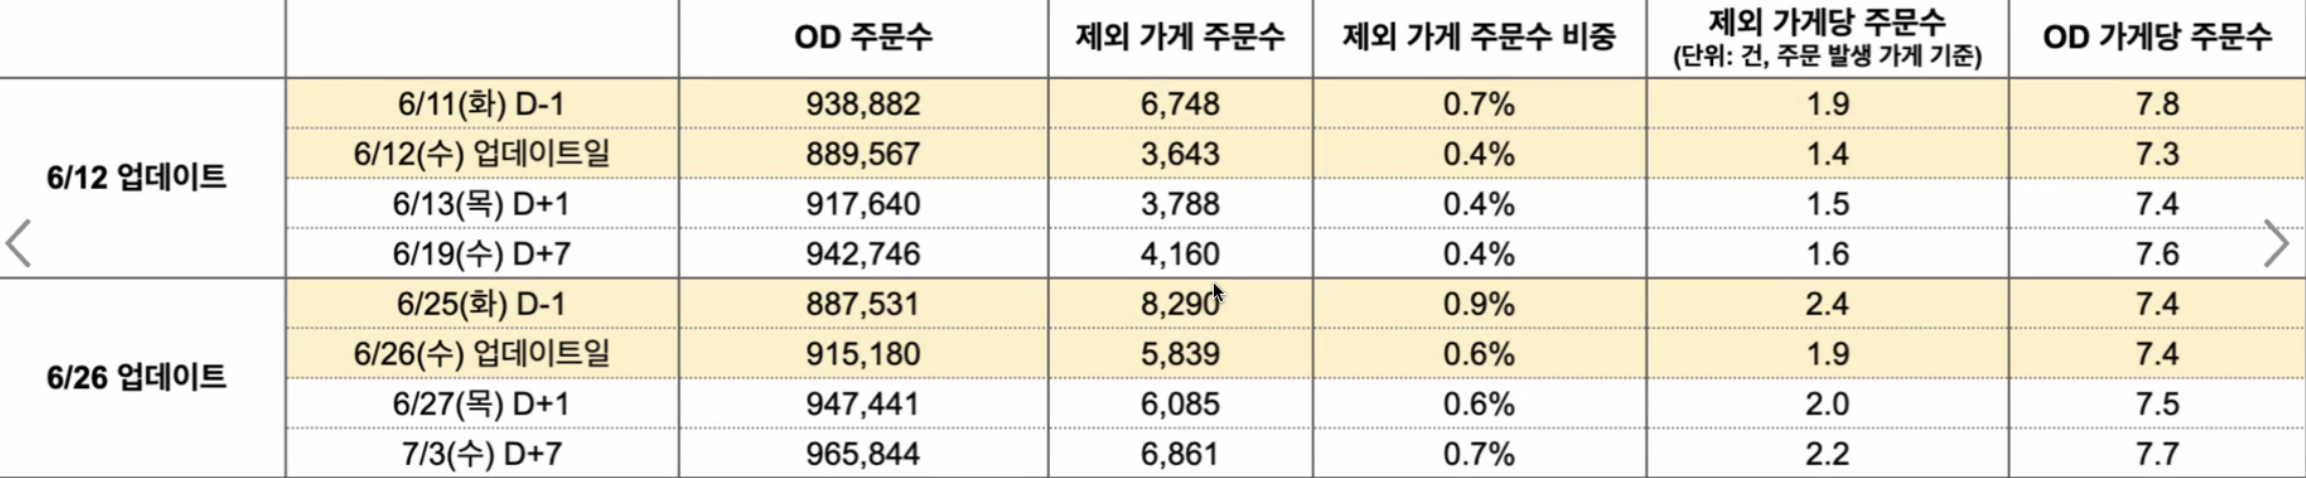 OD 주문수 제외 가게 주문수 제외 가게 주문수 비중 제외 가게당 주문수 OD 가게당 주문수
(단위: 건, 주문 발생 가게 기준)
6/12 업데이트
6/11(화) D-1 938,882 6,748 0.7% 1.9 7.8
6/12(수) 업데이트일 889,567 3,643 0.4% 1.4 7.3
6/13(목) D+1 917,640 3,788 0.4% 1.5 7.4
6/19(수) D+7 942,746 4,160 0.4% 1.6 7.6
6/26 업데이트
6/25(화) D-1 887,531 8,290 0.9% 2.4 7.4
6/26(수) 업데이트일 915,180 5,839 0.6% 1.9 7.4
6/27(목) D+1 947,441 6,085 0.6% 2.0 7.5
7/3(수) D+7 965,844 6,861 0.7% 2.2 7.7